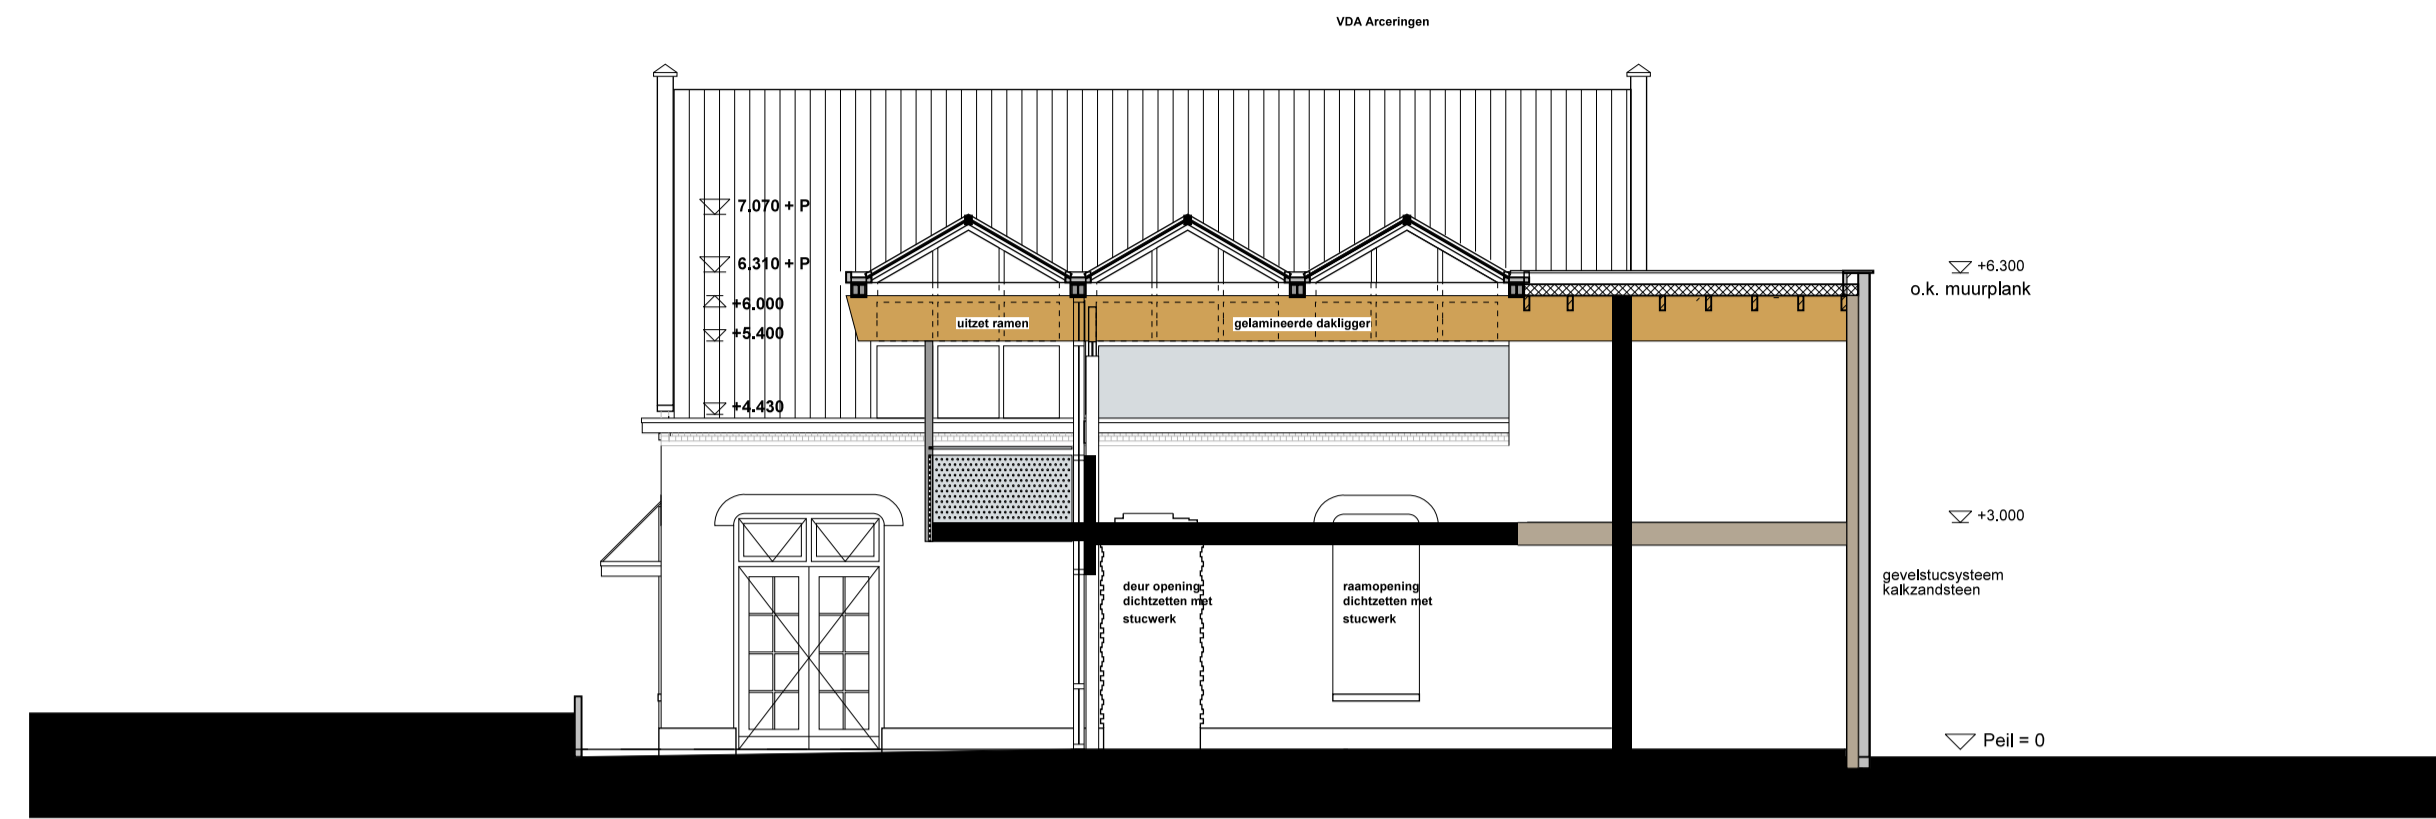 VDA Arceringen
7.070 + P
6.310 + P
+6.000
+5.400
+4.430
uitzet ramen
gelamineerde dakligger
+6.300
o.k. muurplank
+3.000
deur opening
dichtzetten met
stucwerk
raamopening
dichtzetten met
stucwerk
gevelstucsysteem
kalkzandsteen
Peil = 0